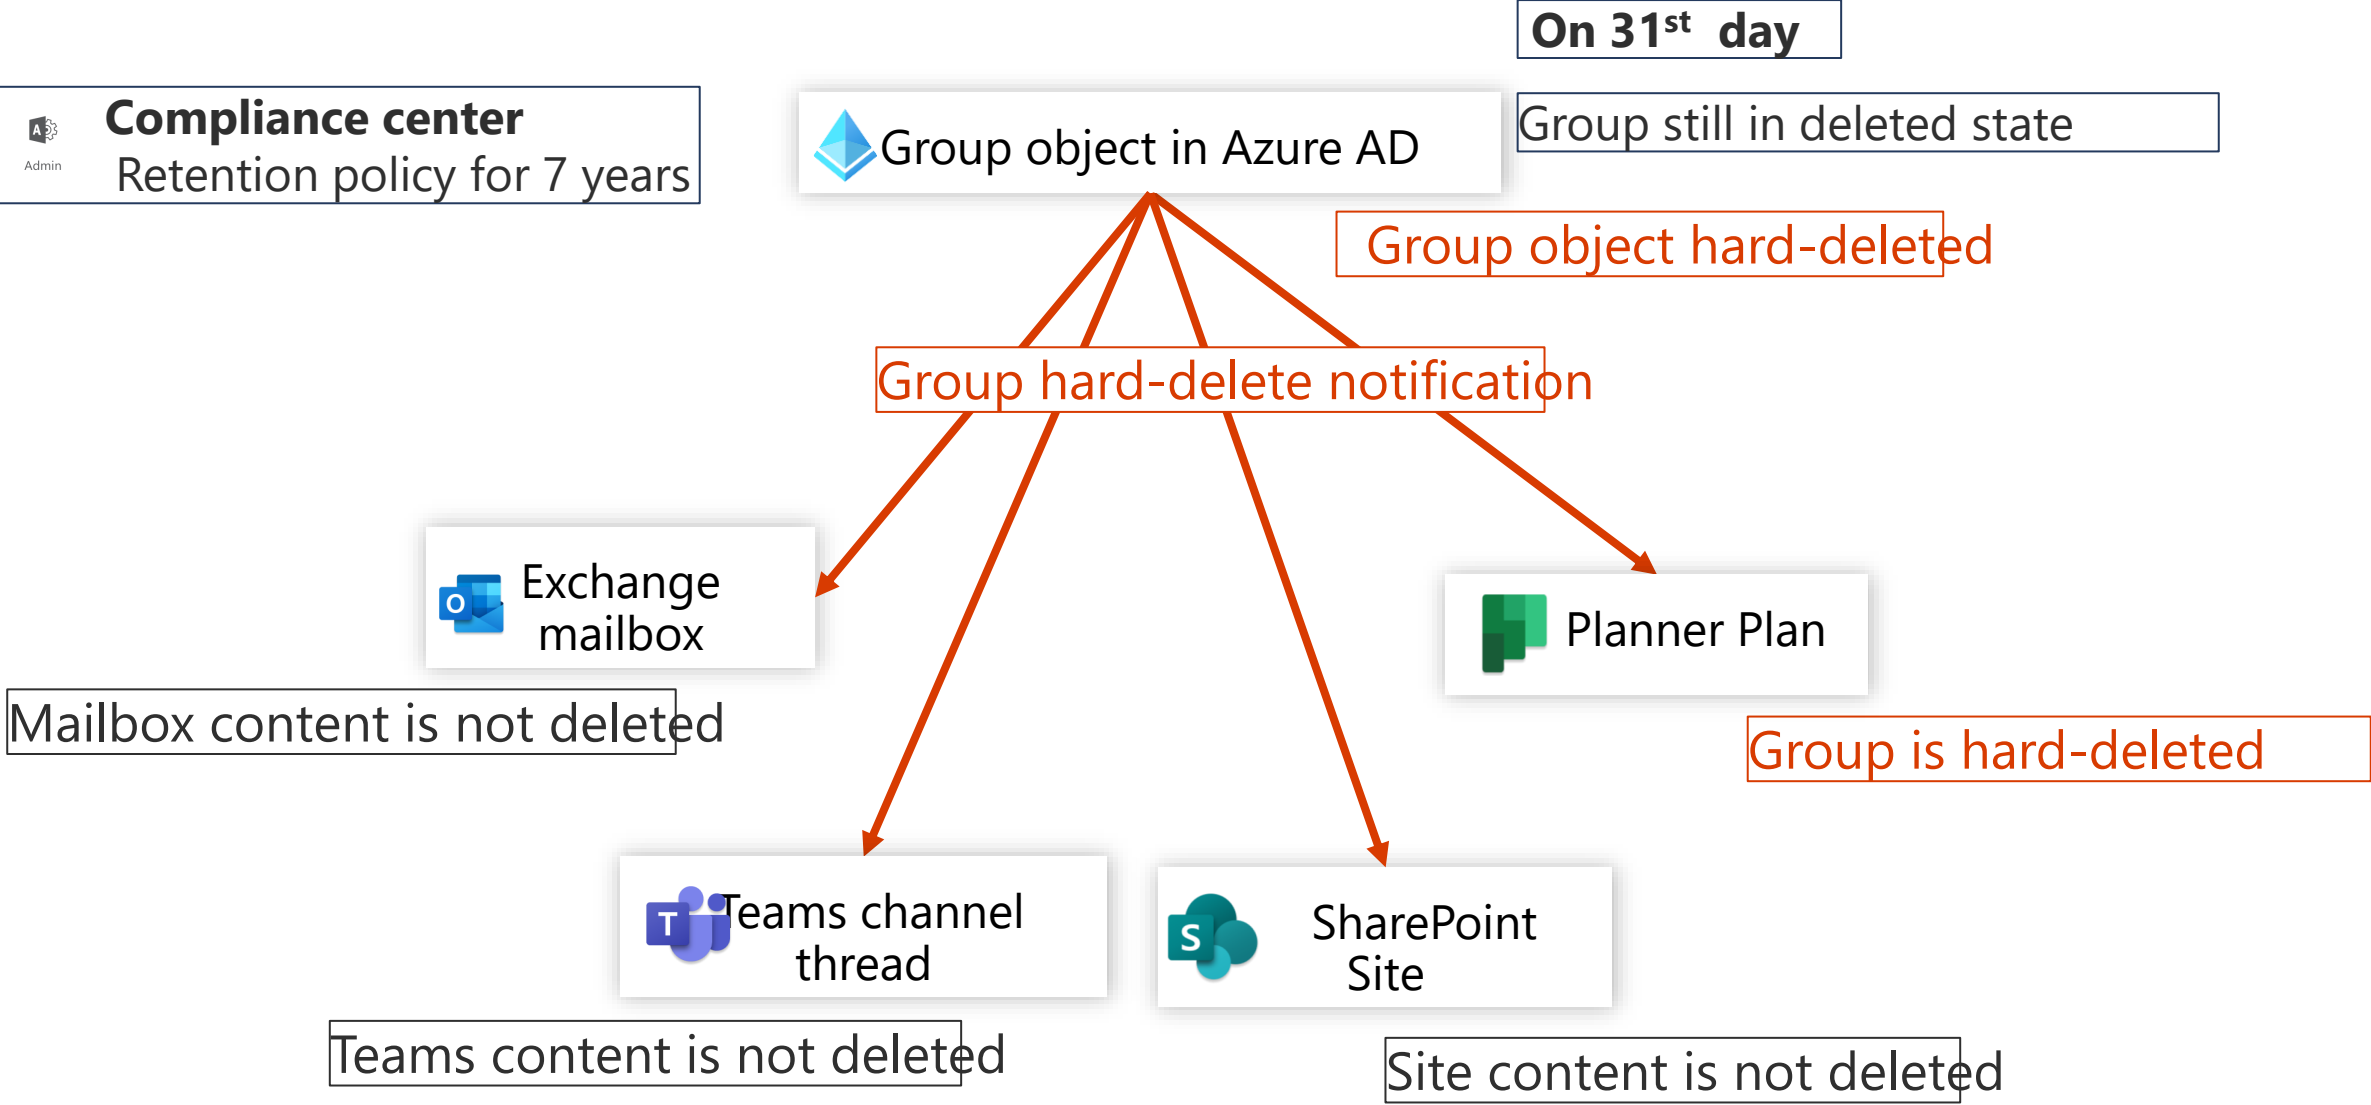 On 31st day
Compliance center
Admin
Retention policy for 7 years
Group object in Azure AD
Group still in deleted state
Group object hard-deleted
Group hard-delete notification
Exchange
mailbox
Planner Plan
Mailbox content is not deleted
Group is hard-deleted
Teams channel
thread
SharePoint
Site
Teams content is not deleted
Site content is not deleted